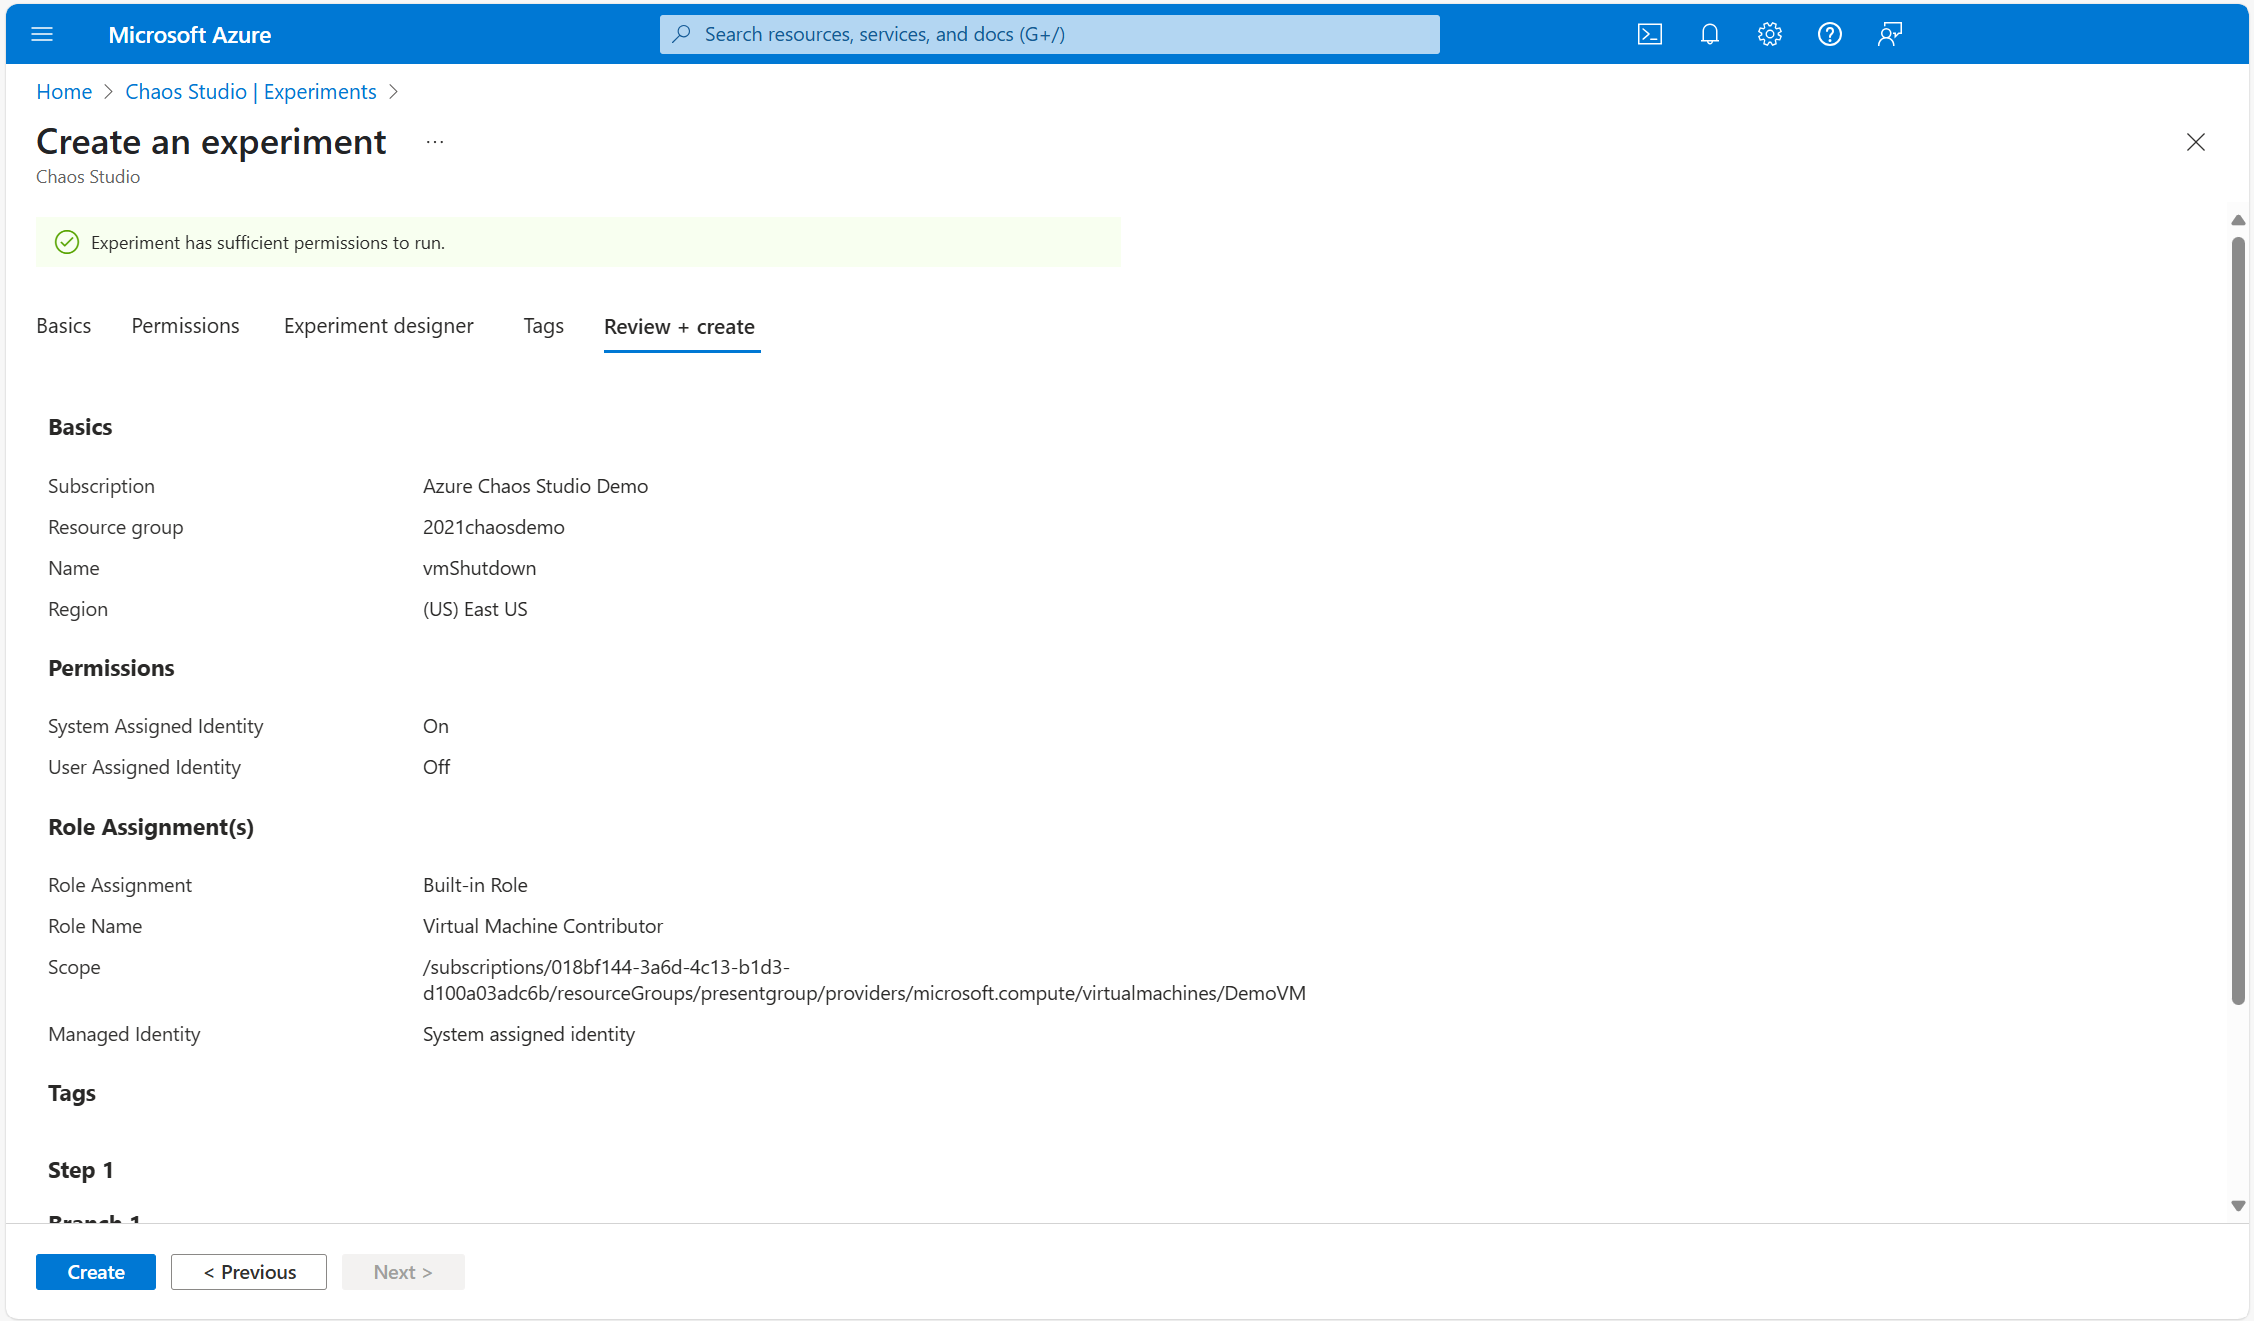 Microsoft Azure
Search resources, services, and docs (G+/)
Home > Chaos Studio | Experiments >
Create an experiment ...
Chaos Studio
Experiment has sufficient permissions to run.
Basics Permissions Experiment designer Tags Review + create
Basics
Subscription Azure Chaos Studio Demo
Resource group 2021chaosdemo
Name vmShutdown
Region (US) East US
Permissions
System Assigned Identity On
User Assigned Identity Off
Role Assignment(s)
Role Assignment Built-in Role
Role Name Virtual Machine Contributor
Scope /subscriptions/018bf144-3a6d-4c13-b1d3-
d100a03adc6b/resourceGroups/presentgroup/providers/microsoft.compute/virtualmachines/DemoVM
Managed Identity System assigned identity
Tags
Step 1
Branch 1
Create < Previous Next >